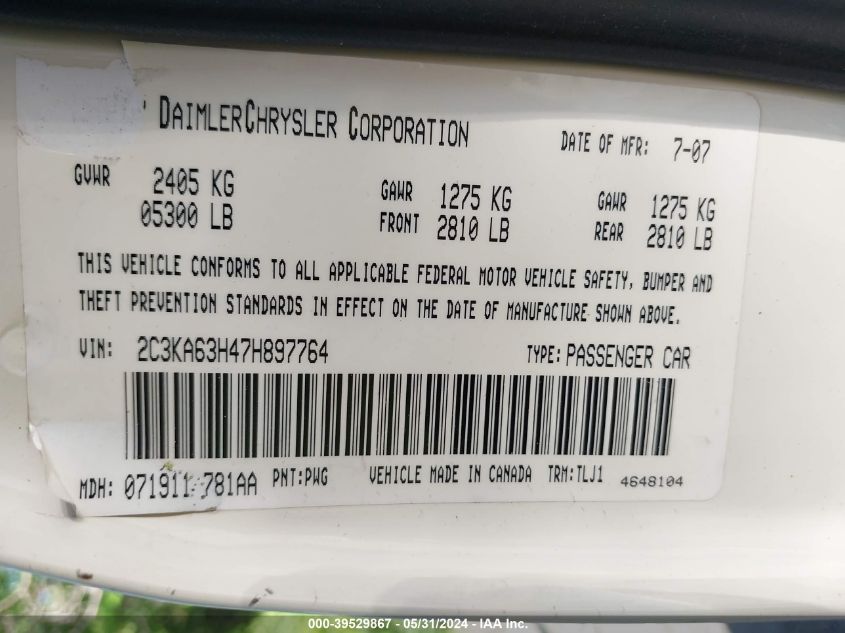 DAIMLERCHRYSLER CORPORATION
DATE OF MFR: 7-07
GVWR 2405 KG 05300 LB
GAWR FRONT 1275 KG 2810 LB
GAWR REAR 1275 KG 2810 LB
THIS VEHICLE CONFORMS TO ALL APPLICABLE FEDERAL MOTOR VEHICLE SAFETY, BUMPER AND
THEFT PREVENTION STANDARDS IN EFFECT ON THE DATE OF MANUFACTURE SHOWN ABOVE.
VIN: 2C3KA63H47H897764 TYPE: PASSENGER CAR
MDH: 071911 781AA PNT:PWG VEHICLE MADE IN CANADA TRM:TLJ1 4648104
000-39529867 - 05/31/2024 - IAA Inc.